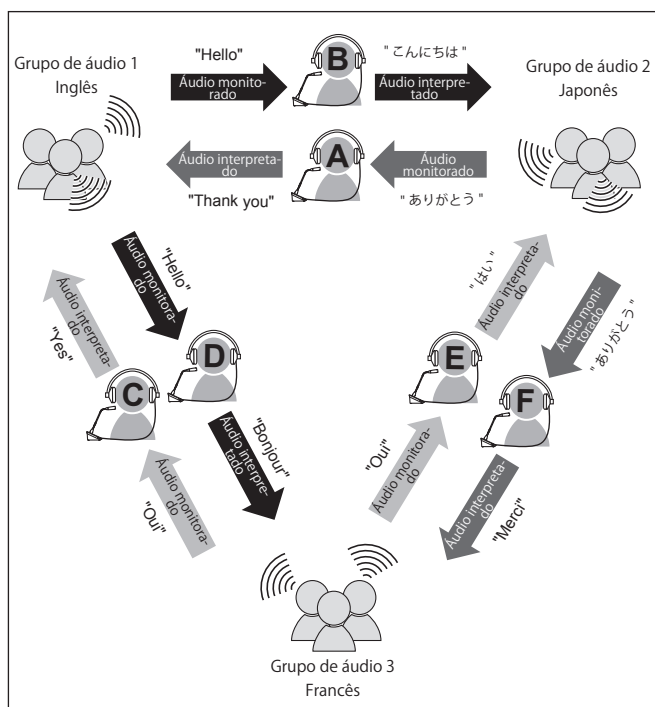 Grupo de áudio 1
Inglês
"Hello"
Áudio monito-
rado
B
" こんにちは "
Áudio interpre-
tado
Grupo de áudio 2
Japonês
Áudio interpreta-
do
"Thank you"
A
Áudio
monitorado
" ありがとう "
"Hello"
Áudio monitora-
do
Áudio interpreta-
do
"Yes"
D
C
"Bonjour"
Áudio interpre-
tado
Áudio monitora-
do
"Oui"
" はい "
Áudio interpreta-
do
Áudio moni-
torado
" ありがとう "
E
F
"Oui"
Áudio monitora-
do
Áudio interpreta-
do
"Merci"
Grupo de áudio 3
Francês